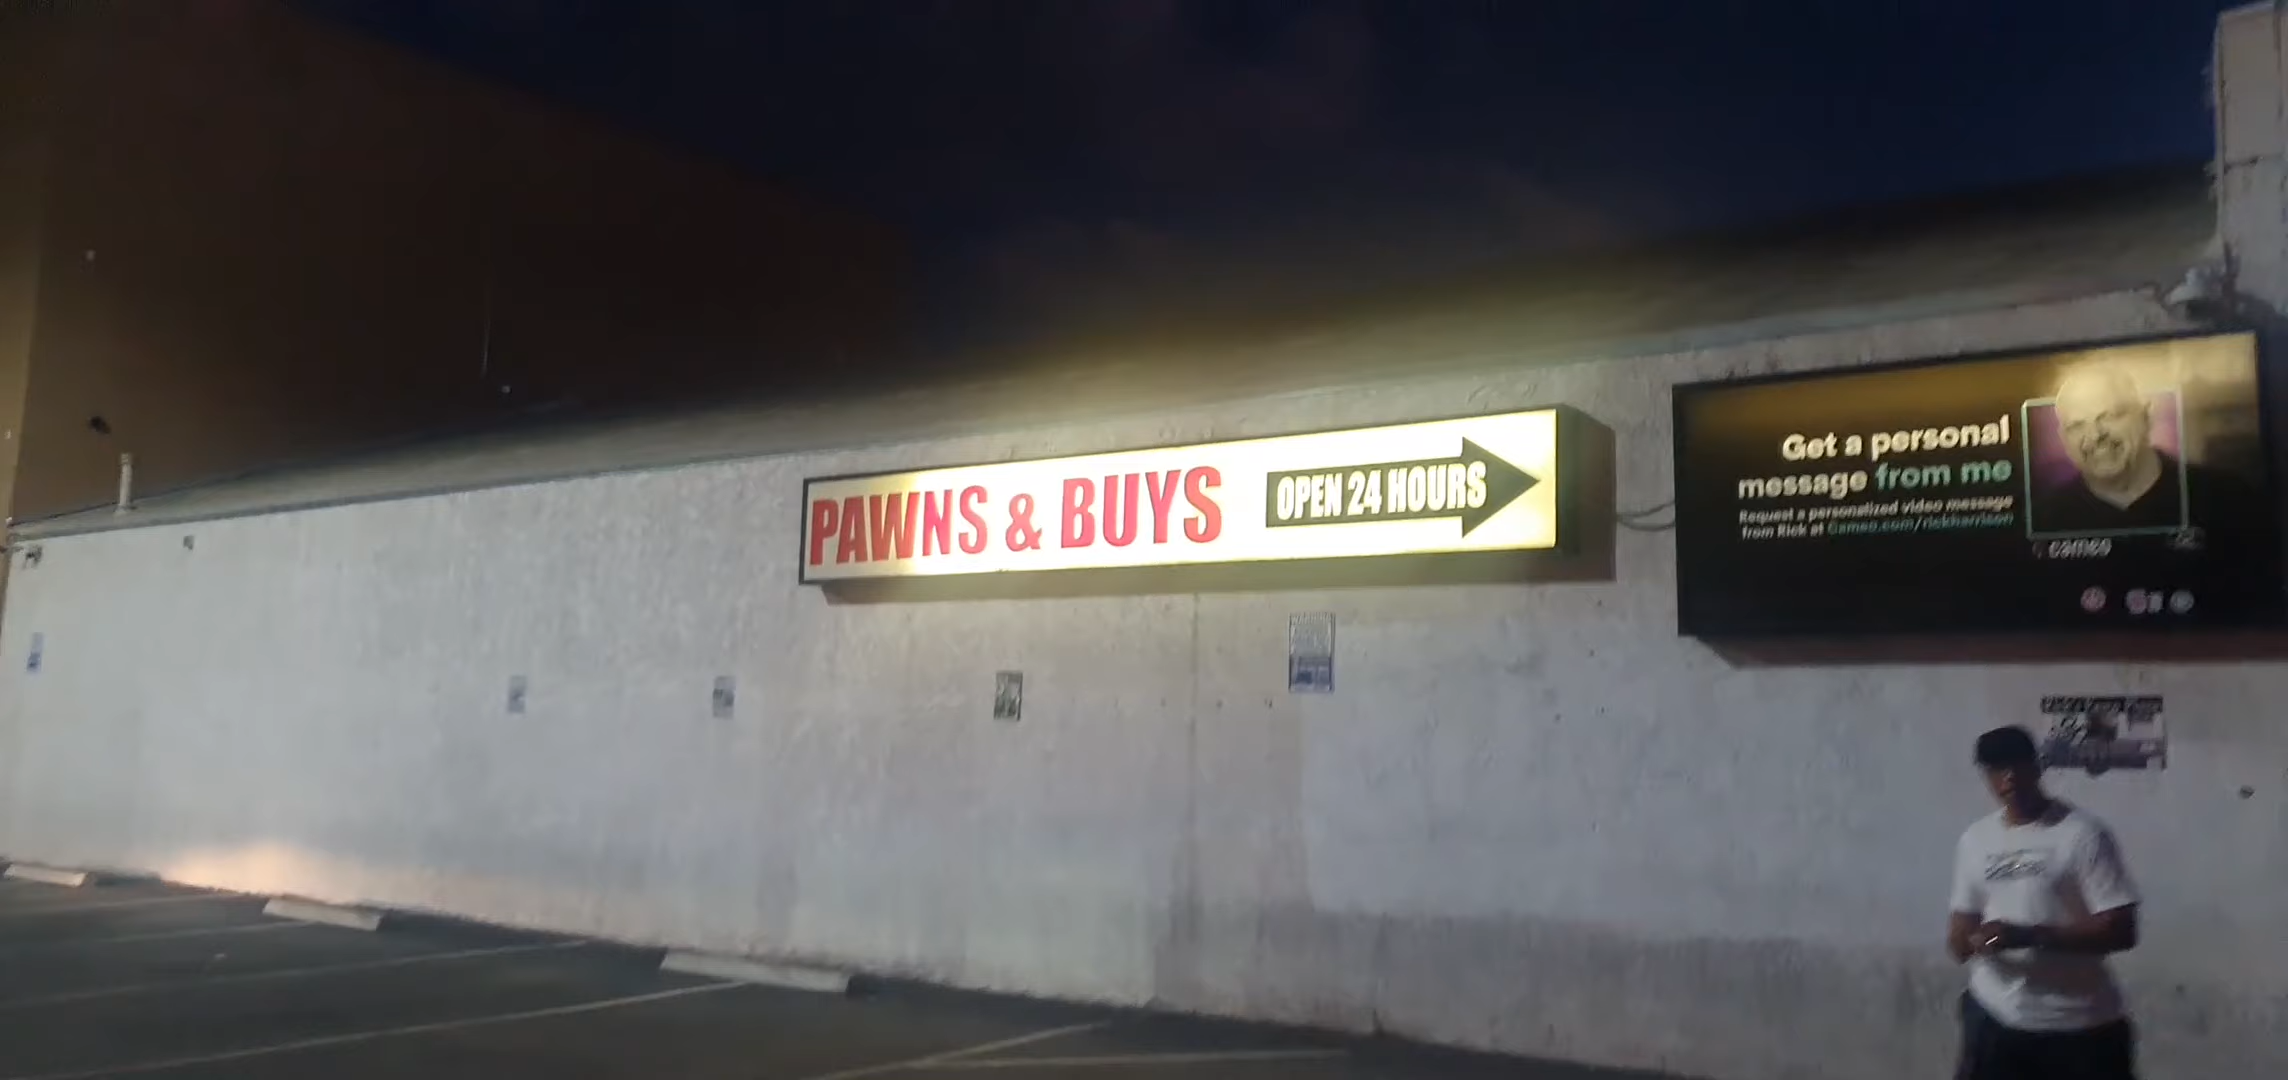 PAWNS & BUYS
OPEN 24 HOURS
Get a personal
message from me
Request a personalized video message
from Rick at Cameo.com/rickharrison
cameo